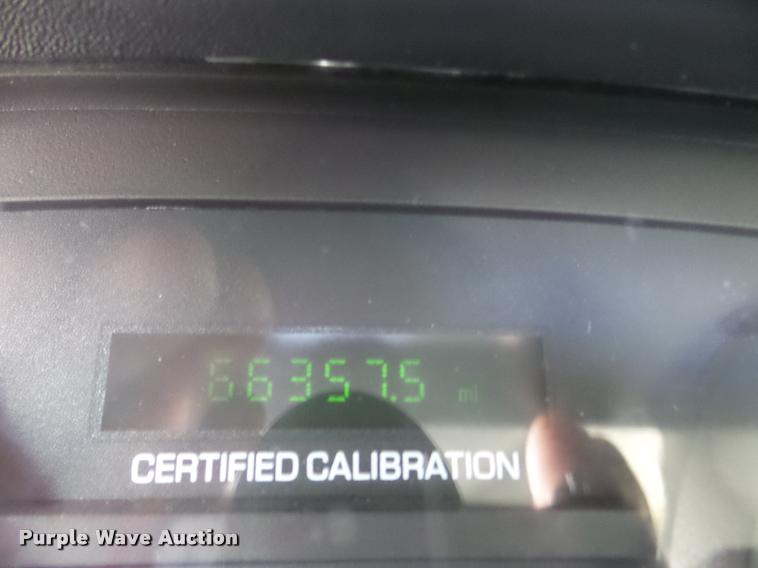 66357.5 mi
CERTIFIED CALIBRATION
Purple Wave Auction